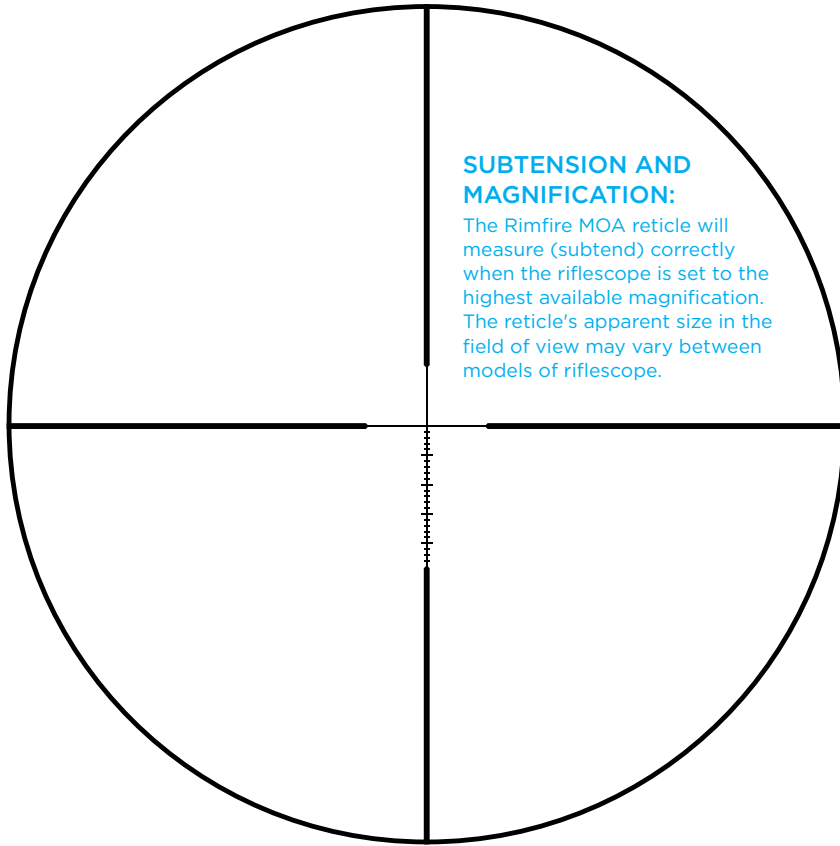 SUBTENSION AND
MAGNIFICATION:
The Rimfire MOA reticle will
measure (subtend) correctly
when the riflescope is set to the
highest available magnification.
The reticle's apparent size in the
field of view may vary between
models of riflescope.